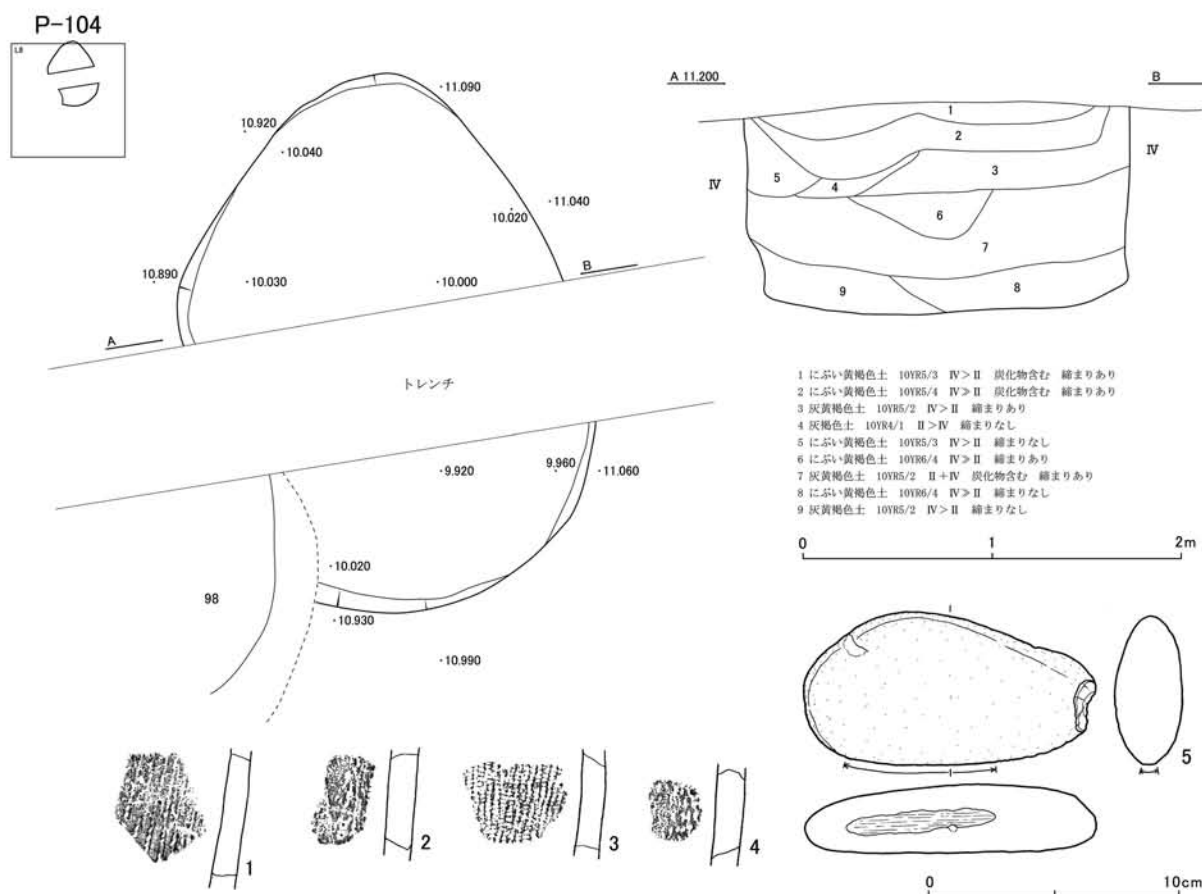 P-104
L8
・11.090
・10.920
・10.040
・11.040
10.020
10.890
・10.030
・10.000
A
B
トレンチ
・9.920
9.960
・11.060
98
・10.020
・10.930
・10.990
A 11.200
B
1
2
3
4
5
6
7
8
9
Ⅳ
Ⅳ
1 にぶい黄褐色土 10YR5/3 Ⅳ>Ⅱ 炭化物含む 締まりあり
2 にぶい黄褐色土 10YR5/4 Ⅳ≫Ⅱ 炭化物含む 締まりあり
3 灰黄褐色土 10YR5/2 Ⅳ>Ⅱ 締まりあり
4 灰褐色土 10YR4/1 Ⅱ>Ⅳ 締まりなし
5 にぶい黄褐色土 10YR5/3 Ⅳ>Ⅱ 締まりなし
6 にぶい黄褐色土 10YR6/4 Ⅳ≫Ⅱ 締まりあり
7 灰黄褐色土 10YR5/2 Ⅱ+Ⅳ 炭化物含む 締まりあり
8 にぶい黄褐色土 10YR6/4 Ⅳ≫Ⅱ 締まりなし
9 灰黄褐色土 10YR5/2 Ⅳ>Ⅱ 締まりなし
0 1 2m
1
2
3
4
5
0 10cm